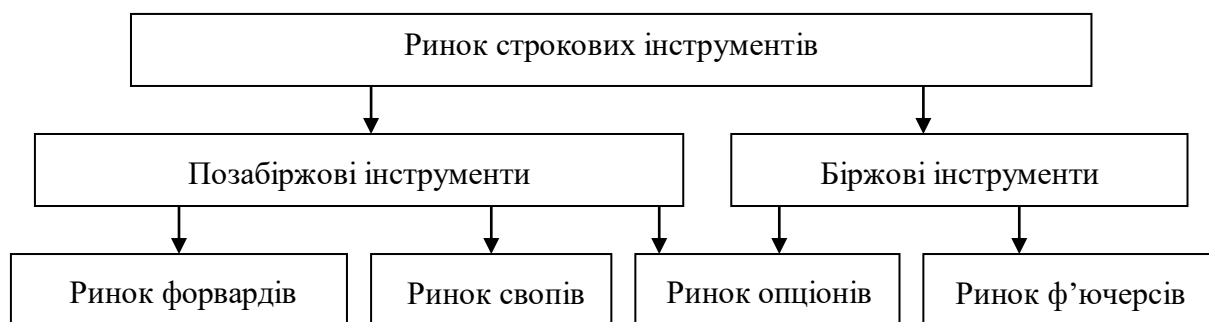 Ринок строкових інструментів
Позабіржові інструменти
Біржові інструменти
Ринок форвардів
Ринок свопів
Ринок опціонів
Ринок ф’ючерсів